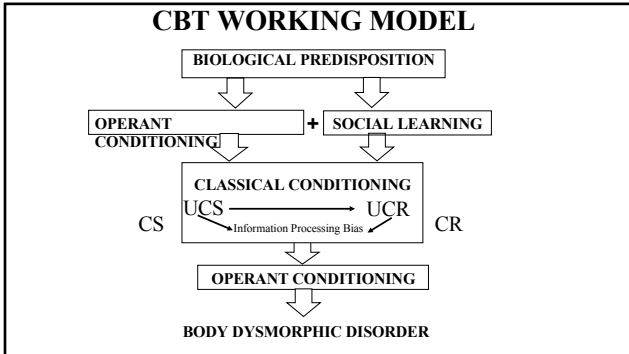 CBT WORKING MODEL
BIOLOGICAL PREDISPOSITION
OPERANT
CONDITIONING
+
SOCIAL LEARNING
CLASSICAL CONDITIONING
UCS
UCR
CS
Information Processing Bias
CR
OPERANT CONDITIONING
BODY DYSMORPHIC DISORDER